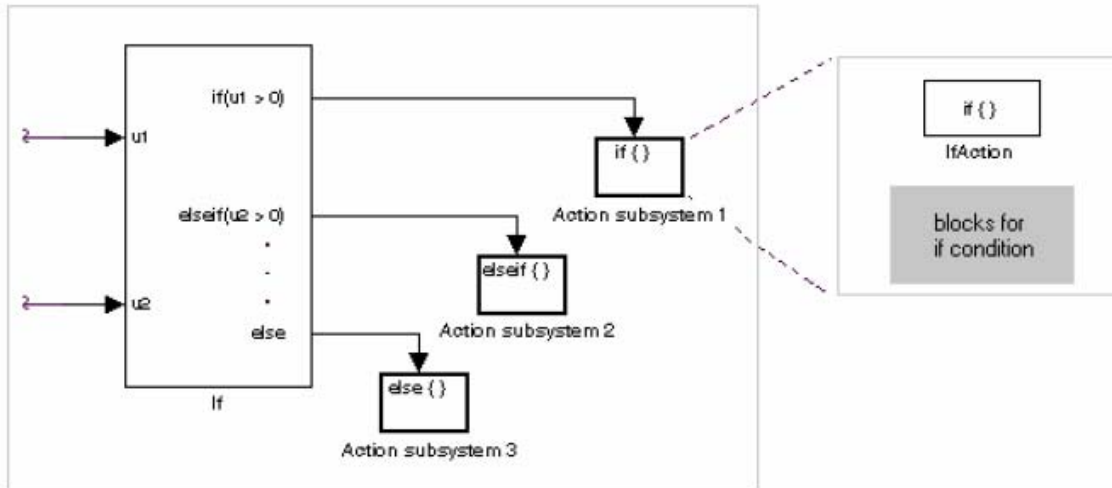 if(u1 > 0)
u1
elseif(u2 > 0)
u2
else
If
if { }
Action subsystem 1
elseif { }
Action subsystem 2
else { }
Action subsystem 3
if { }
IfAction
blocks for
if condition